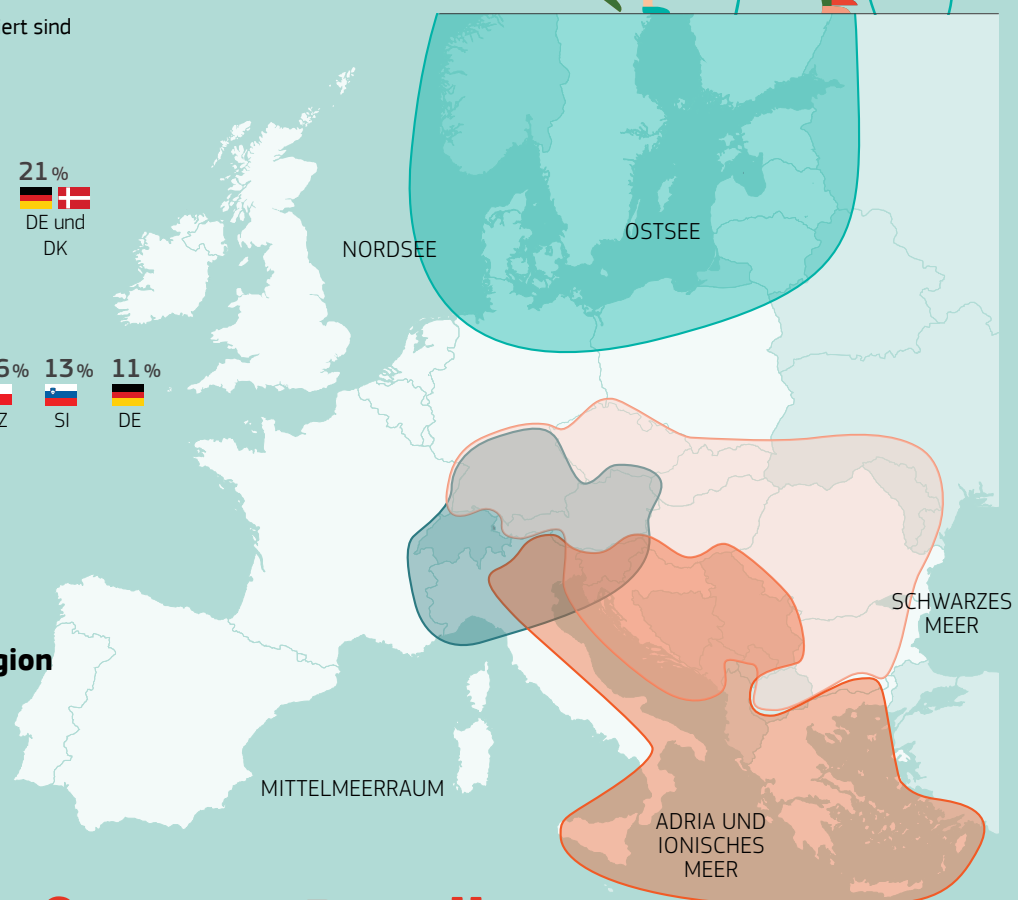 ert sind
21 %
DE und
DK
NORDSEE
OSTSEE
% 13 % 11 %
SI DE
SCHWARZES
MEER
gion
MITTELMEERRAUM
ADRIA UND
IONISCHES
MEER